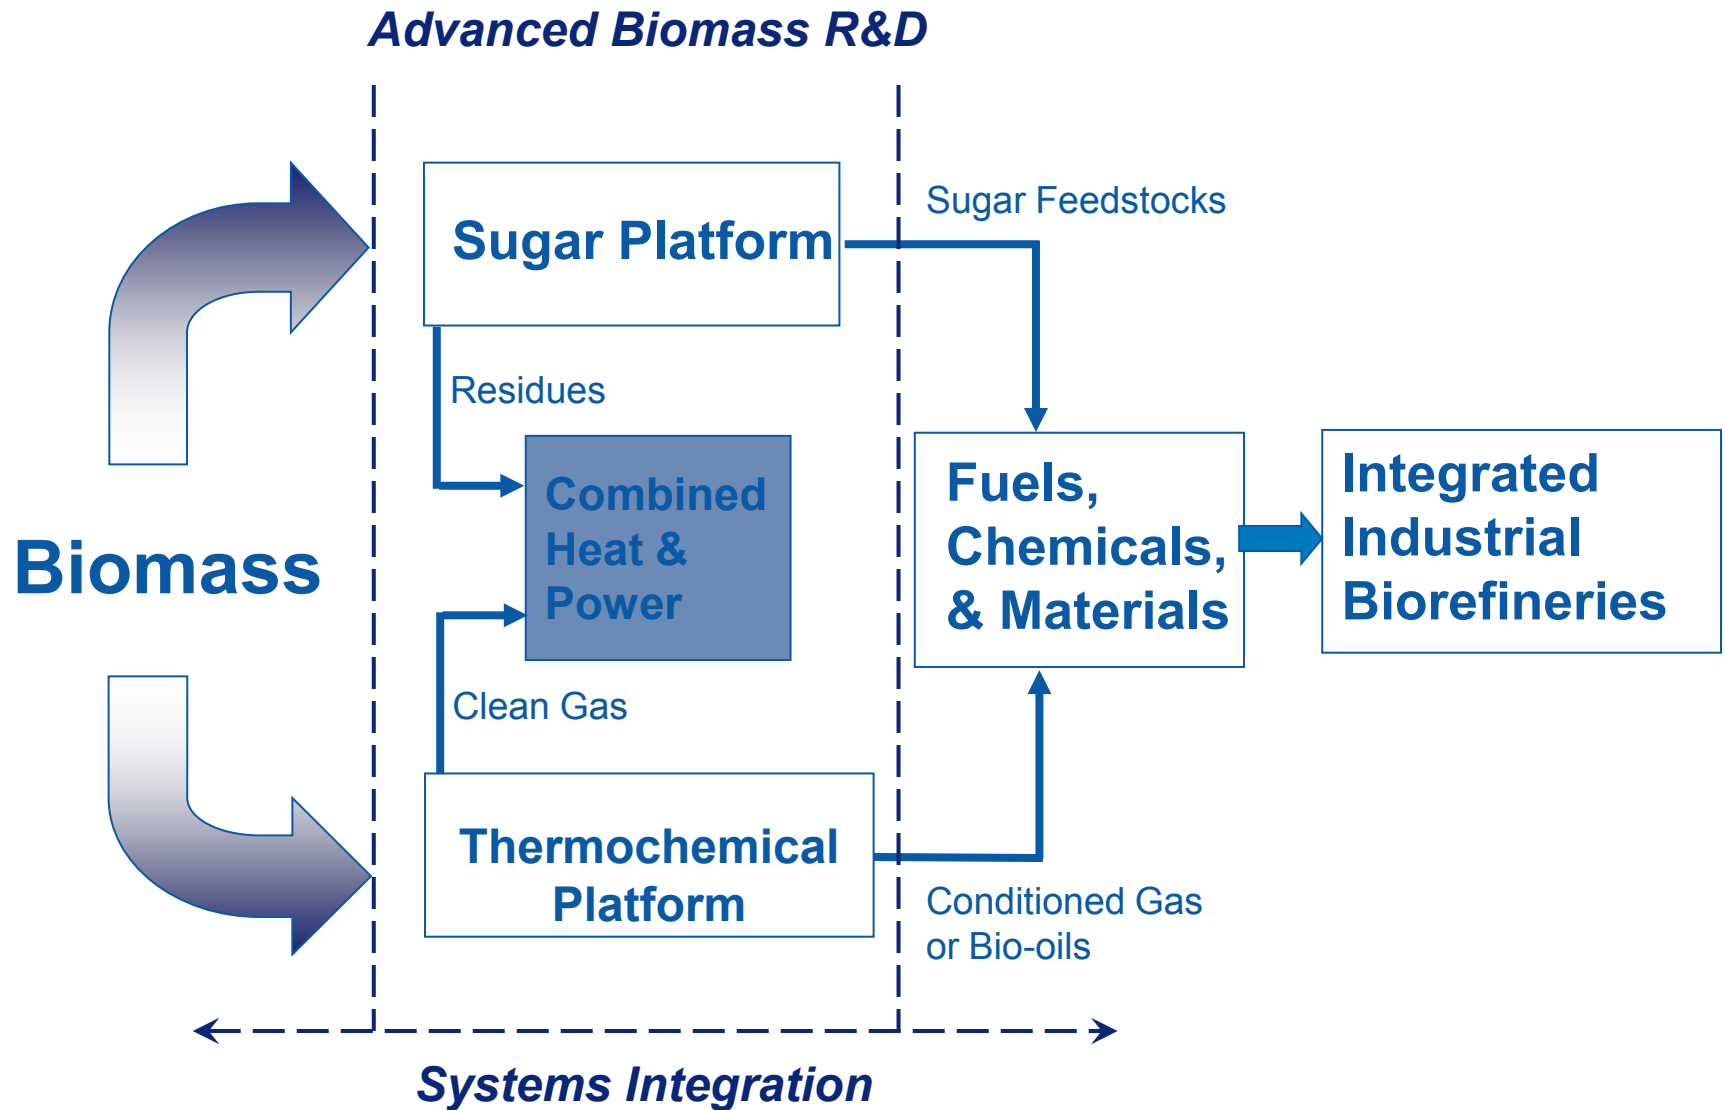 Advanced Biomass R&D
Sugar Platform
Sugar Feedstocks
Residues
Combined
Heat &
Power
Biomass
Fuels,
Chemicals,
& Materials
Integrated
Industrial
Biorefineries
Clean Gas
Thermochemical
Platform
Conditioned Gas
or Bio-oils
Systems Integration